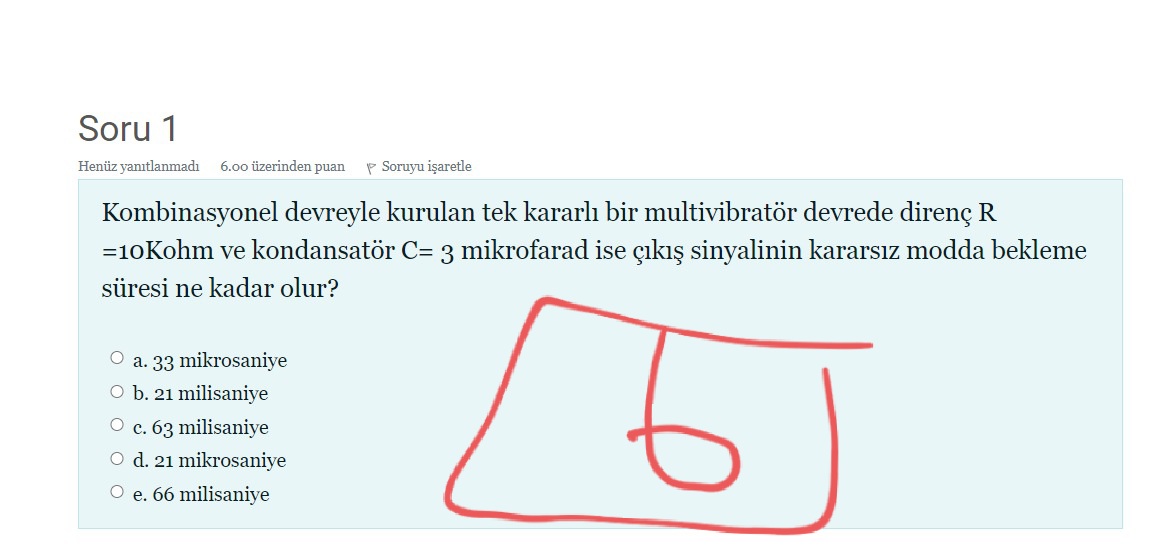 Soru 1
Henüz yanıtlanmadı 6.00 üzerinden puan Soruyu işaretle
Kombinasyonel devreyle kurulan tek kararlı bir multivibratör devrede direnç R
=10Kohm ve kondansatör C= 3 mikrofarad ise çıkış sinyalinin kararsız modda bekleme
süresi ne kadar olur?
a. 33 mikrosaniye
b. 21 milisaniye
c. 63 milisaniye
d. 21 mikrosaniye
e. 66 milisaniye